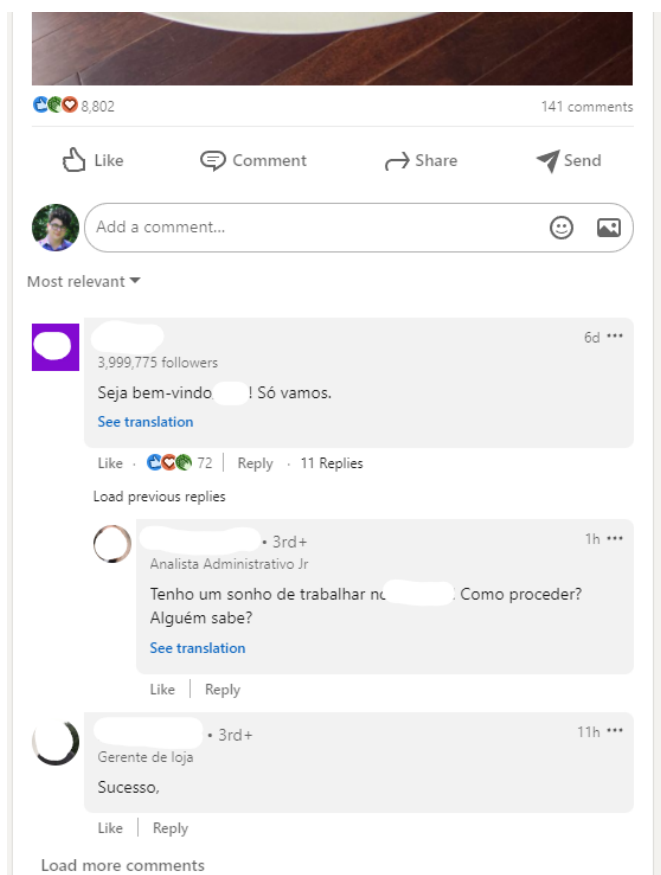 8,802
141 comments
Like
Comment
Share
Send
Add a comment...
Most relevant
6d
3,999,775 followers
Seja bem-vindo, ! Só vamos.
See translation
Like · 72 | Reply · 11 Replies
Load previous replies
• 3rd+
1h
Analista Administrativo Jr
Tenho um sonho de trabalhar no . Como proceder?
Alguém sabe?
See translation
Like | Reply
• 3rd+
11h
Gerente de loja
Sucesso,
Like | Reply
Load more comments